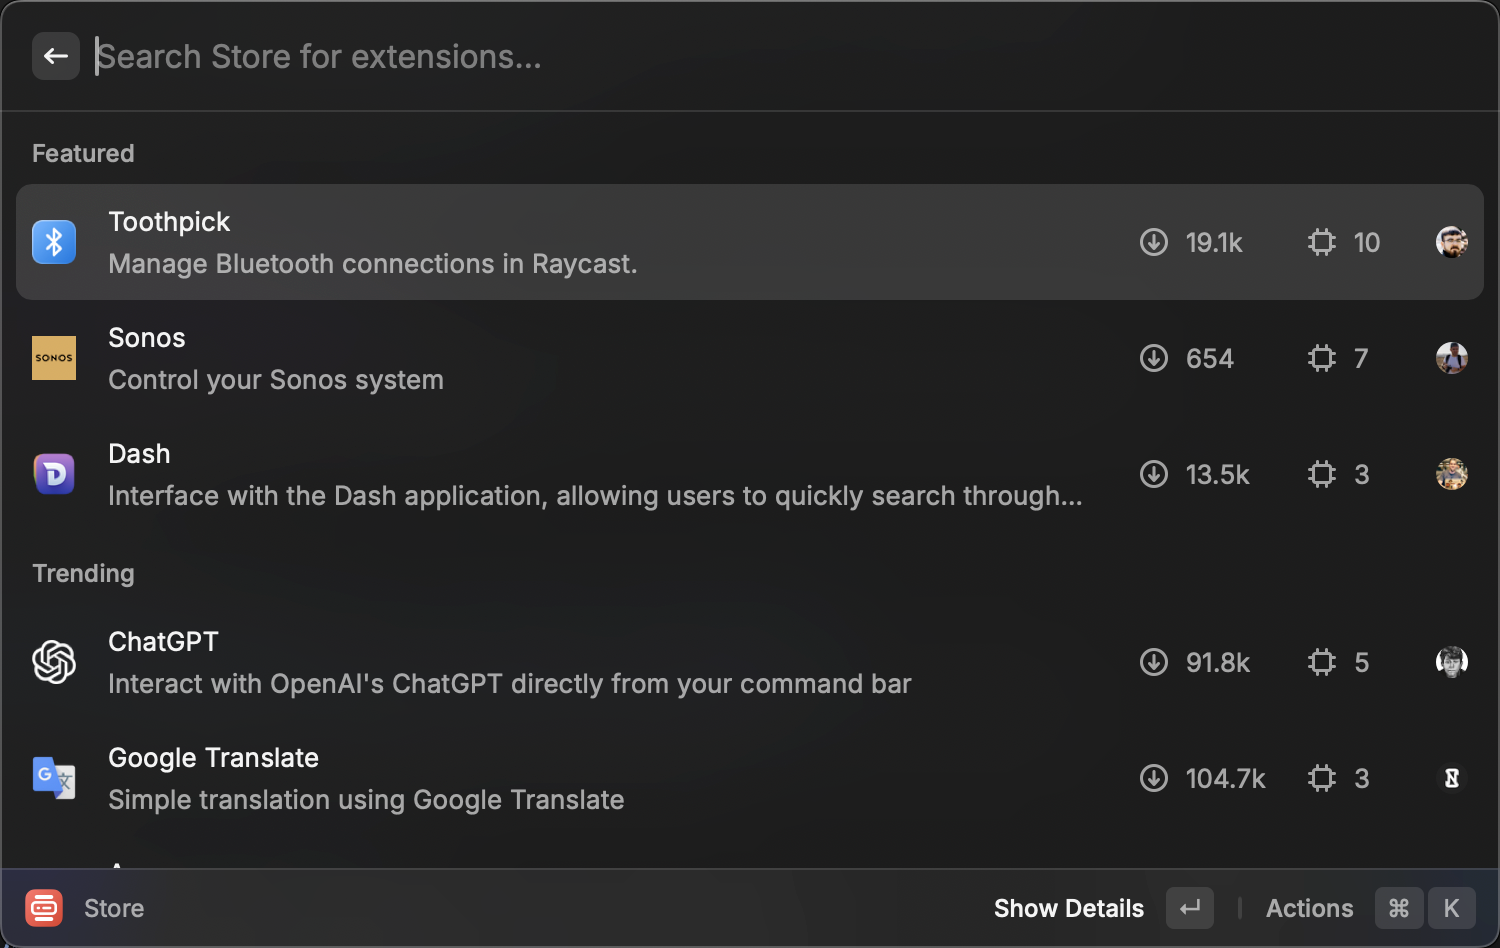 Search Store for extensions...
Featured
Toothpick
Manage Bluetooth connections in Raycast.
19.1k
10
SONOS
Sonos
Control your Sonos system
654
7
D
Dash
Interface with the Dash application, allowing users to quickly search through...
13.5k
3
Trending
ChatGPT
Interact with OpenAI's ChatGPT directly from your command bar
91.8k
5
G 文
Google Translate
Simple translation using Google Translate
104.7k
3
N
Store
Show Details ↵ | Actions ⌘ K